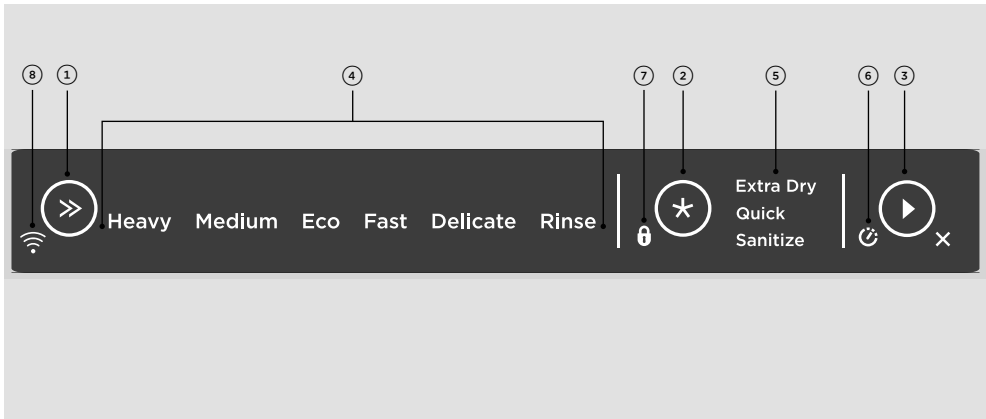 8 1 4 7 2 5 6 3
Heavy Medium Eco Fast Delicate Rinse
Extra Dry
Quick
Sanitize